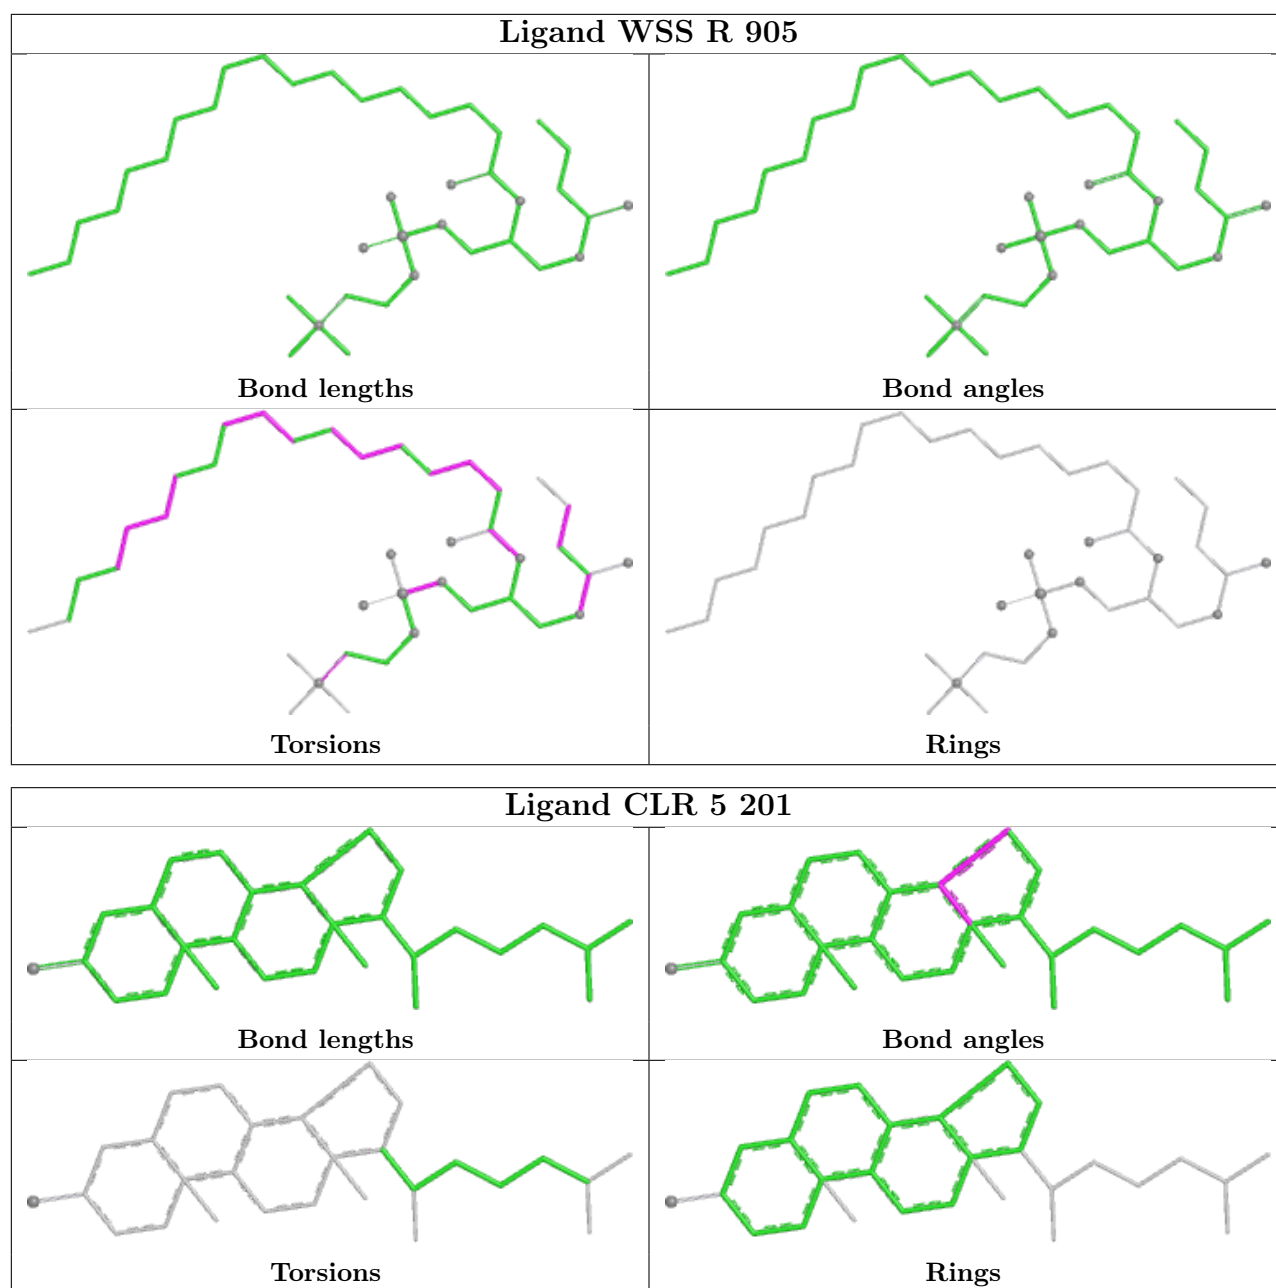 Ligand WSS R 905
Bond lengths
Bond angles
Torsions
Rings
Ligand CLR 5 201
Bond lengths
Bond angles
Torsions
Rings